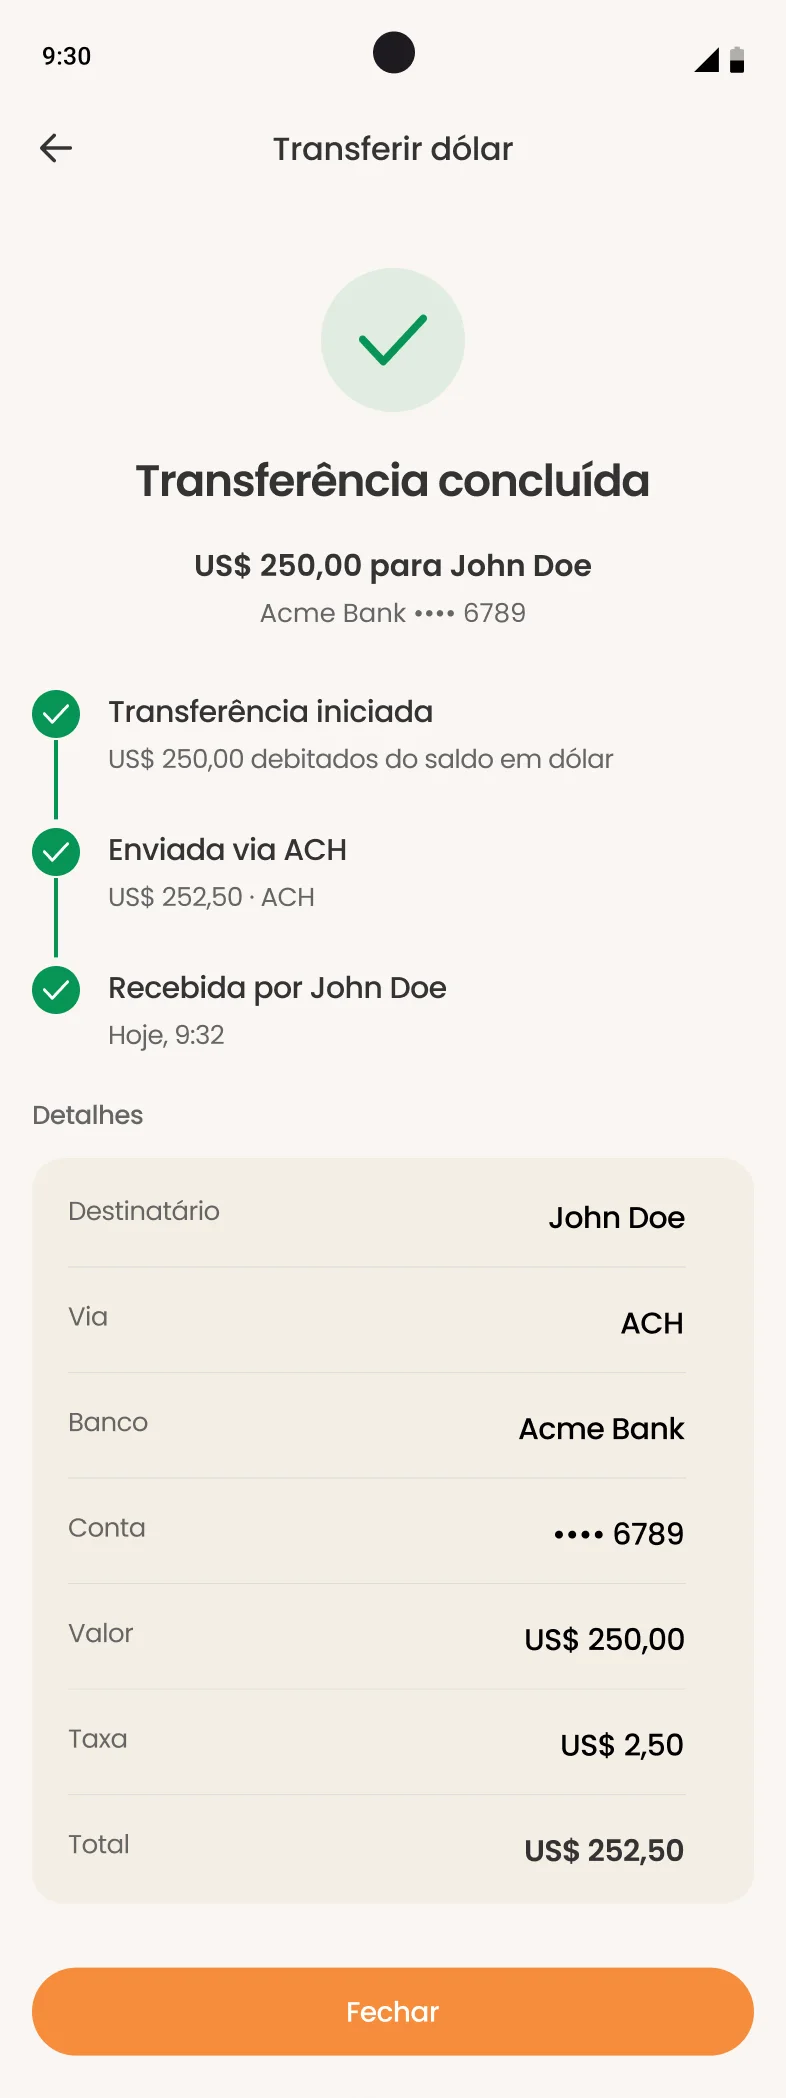 9:30
Transferir dólar
Transferência concluída
US$ 250,00 para John Doe
Acme Bank •••• 6789
Transferência iniciada
US$ 250,00 debitados do saldo em dólar
Enviada via ACH
US$ 252,50 · ACH
Recebida por John Doe
Hoje, 9:32
Detalhes
Destinatário John Doe
Via ACH
Banco Acme Bank
Conta •••• 6789
Valor US$ 250,00
Taxa US$ 2,50
Total US$ 252,50
Fechar